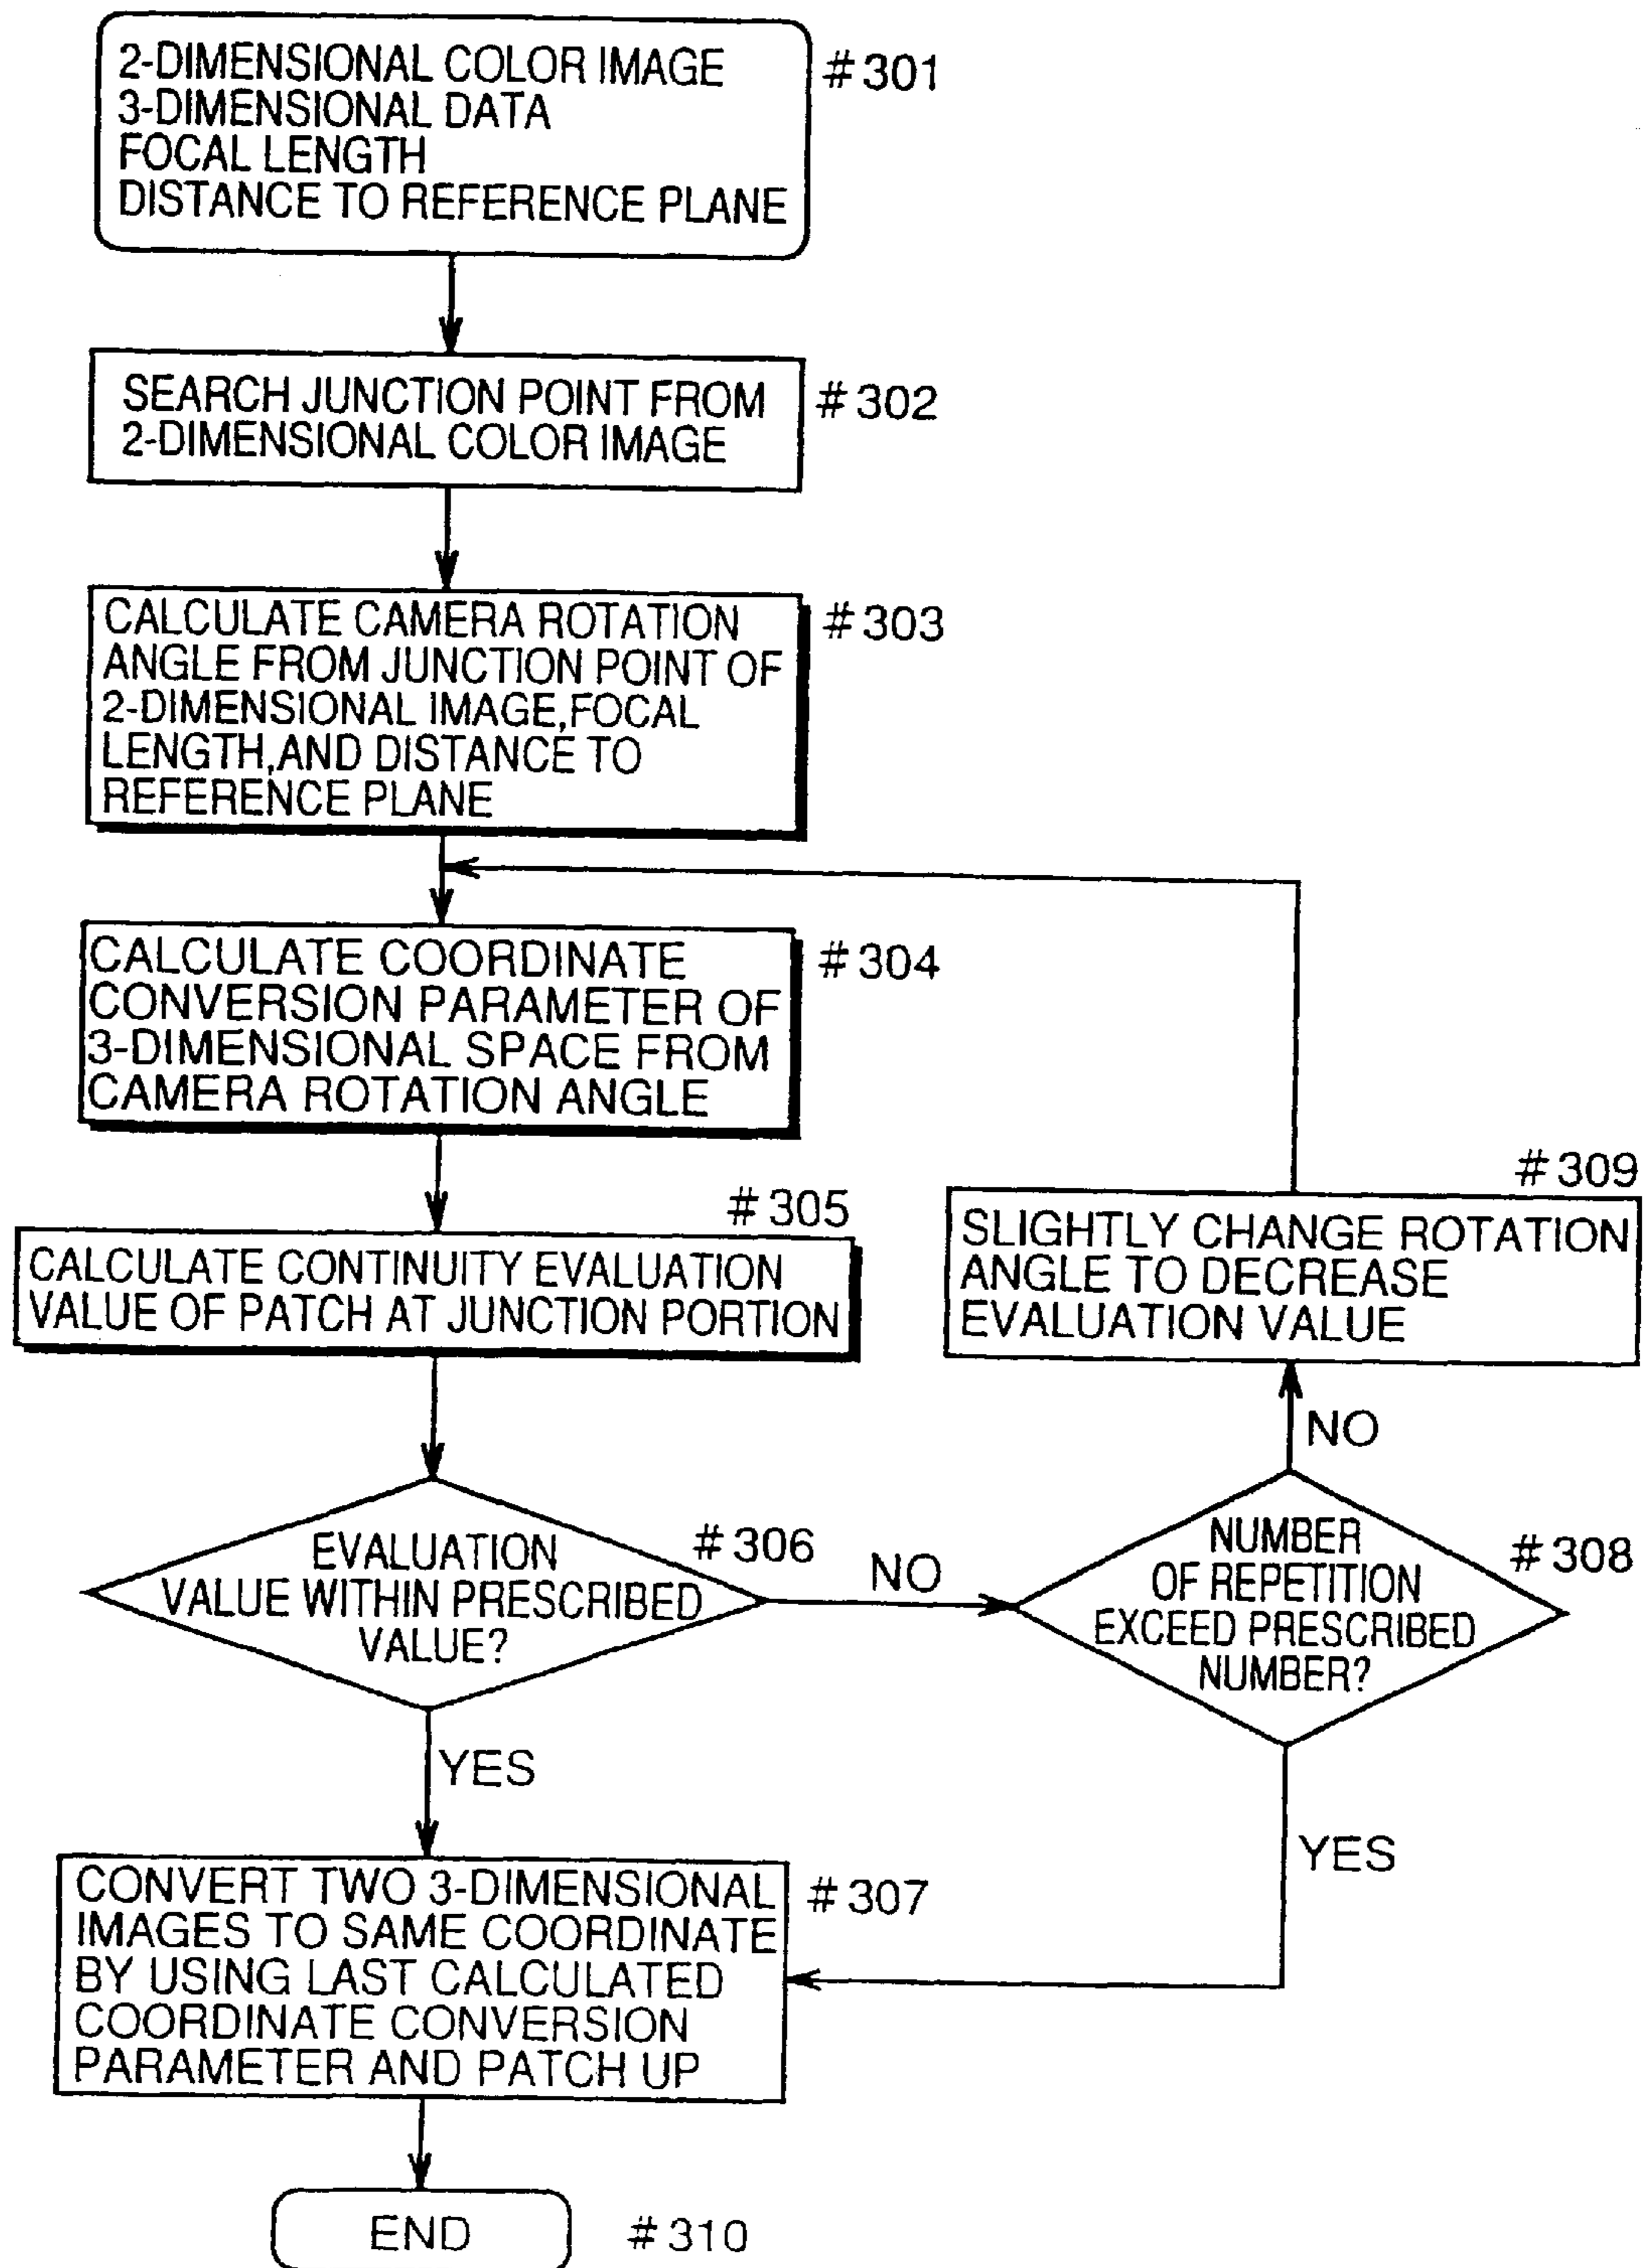 2-DIMENSIONAL COLOR IMAGE
3-DIMENSIONAL DATA
FOCAL LENGTH
DISTANCE TO REFERENCE PLANE
#301
SEARCH JUNCTION POINT FROM
2-DIMENSIONAL COLOR IMAGE
#302
CALCULATE CAMERA ROTATION
ANGLE FROM JUNCTION POINT OF
2-DIMENSIONAL IMAGE,FOCAL
LENGTH,AND DISTANCE TO
REFERENCE PLANE
#303
CALCULATE COORDINATE
CONVERSION PARAMETER OF
3-DIMENSIONAL SPACE FROM
CAMERA ROTATION ANGLE
#304
#305
CALCULATE CONTINUITY EVALUATION
VALUE OF PATCH AT JUNCTION PORTION
#309
SLIGHTLY CHANGE ROTATION
ANGLE TO DECREASE
EVALUATION VALUE
NO
EVALUATION
VALUE WITHIN PRESCRIBED
VALUE?
#306
NO
NUMBER
OF REPETITION
EXCEED PRESCRIBED
NUMBER?
#308
YES
YES
CONVERT TWO 3-DIMENSIONAL
IMAGES TO SAME COORDINATE
BY USING LAST CALCULATED
COORDINATE CONVERSION
PARAMETER AND PATCH UP
#307
END
#310